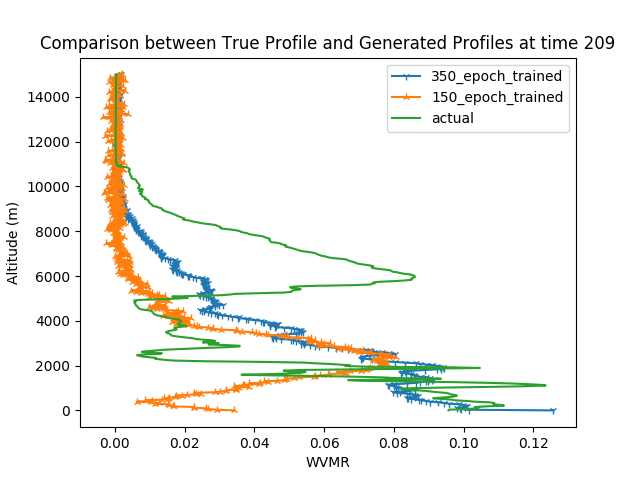 Comparison between True Profile and Generated Profiles at time 209
350_epoch_trained
150_epoch_trained
actual
14000
12000
10000
8000
6000
4000
2000
0
Altitude (m)
0.00 0.02 0.04 0.06 0.08 0.10 0.12
WVMR